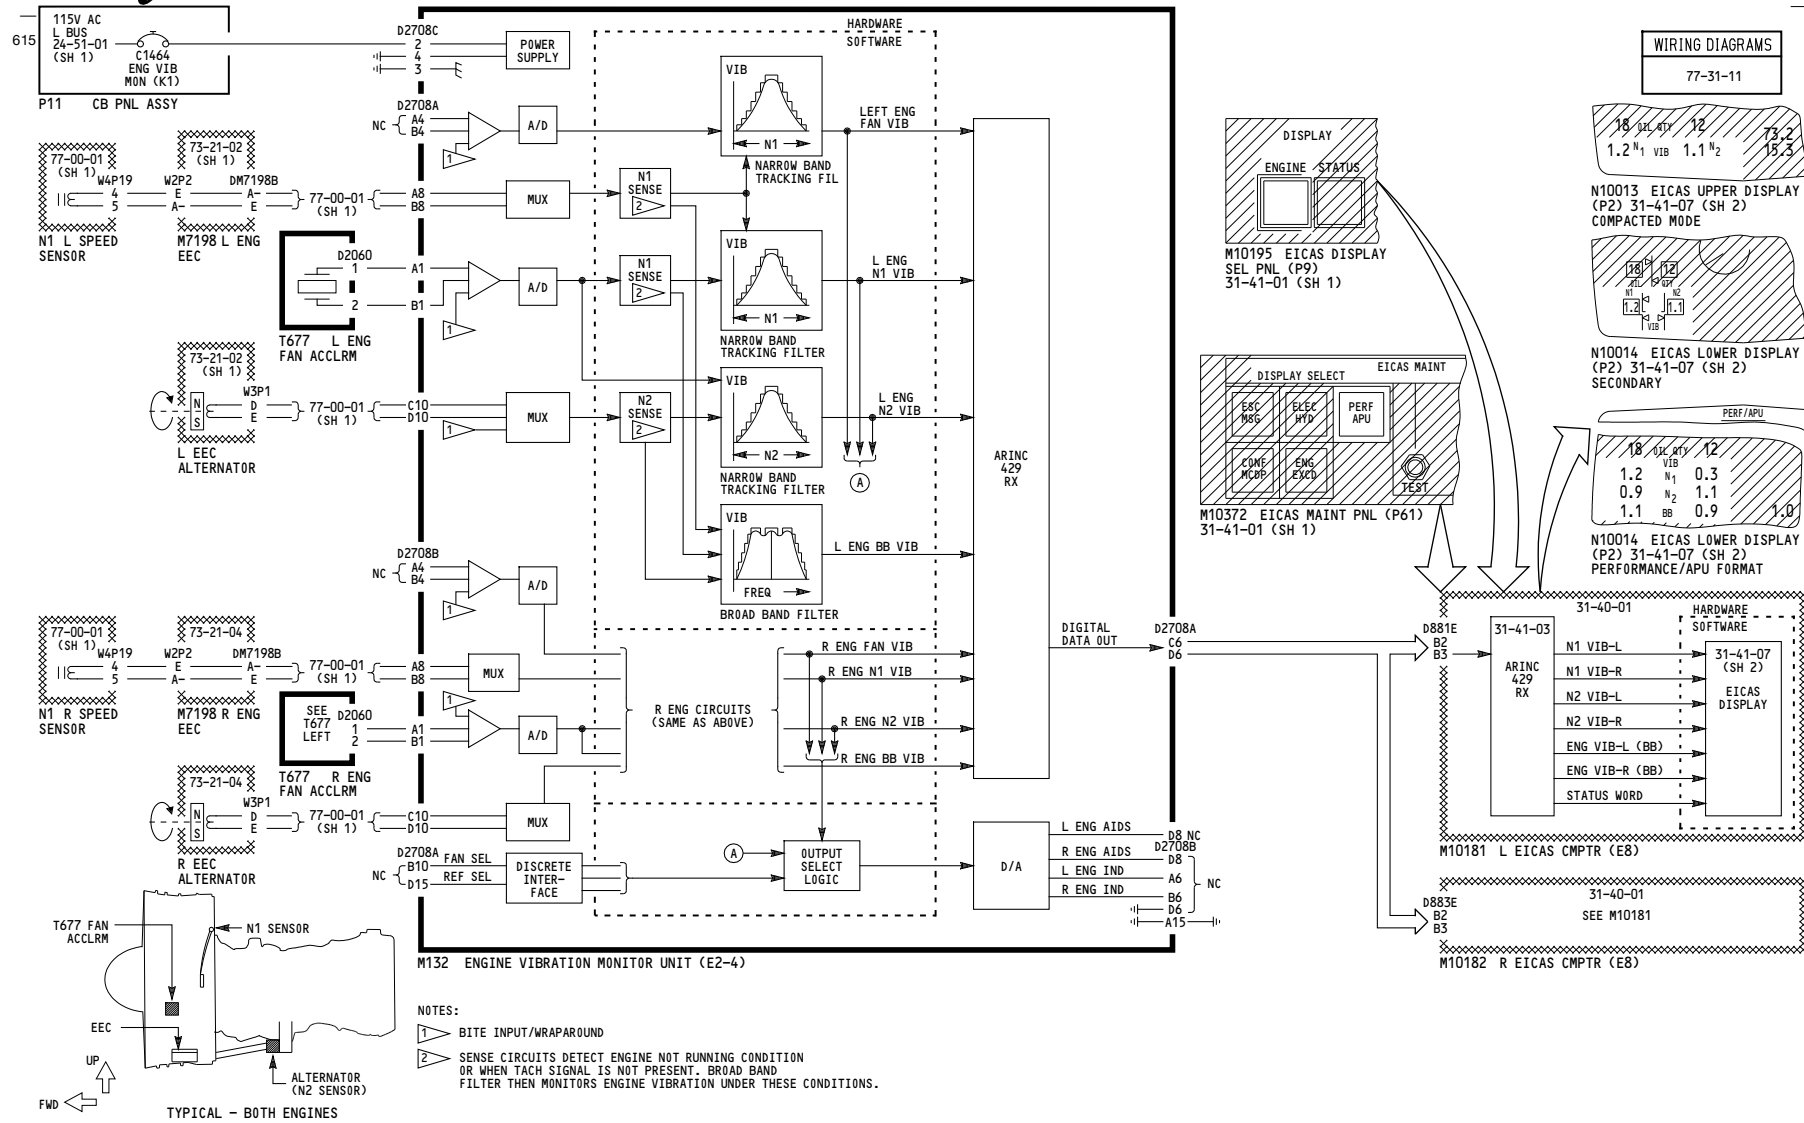 615
115V AC
L BUS
24-51-01
(SH 1)
C1464
ENG VIB
MON (K1)
P11 CB PNL ASSY
D2708C
2
4
3
POWER
SUPPLY
HARDWARE
SOFTWARE
D2708A
NC
A4
B4
1
A/D
VIB
N1
NARROW BAND
TRACKING FIL
LEFT ENG
FAN VIB
77-00-01
(SH 1)
W4P19
4
5
N1 L SPEED
SENSOR
73-21-02
(SH 1)
W2P2
E
A-
DM7198B
A-
E
M7198 L ENG
EEC
77-00-01
(SH 1)
A8
B8
MUX
N1
SENSE
2
D2060
1
2
T677 L ENG
FAN ACCLRM
A1
B1
1
A/D
N1
SENSE
2
VIB
N1
NARROW BAND
TRACKING FILTER
L ENG
N1 VIB
73-21-02
(SH 1)
N
S
W3P1
D
E
L EEC
ALTERNATOR
77-00-01
(SH 1)
C10
D10
1
MUX
N2
SENSE
2
VIB
N2
NARROW BAND
TRACKING FILTER
L ENG
N2 VIB
A
VIB
FREQ
BROAD BAND FILTER
L ENG BB VIB
ARINC
429
RX
D2708B
NC
A4
B4
1
A/D
77-00-01
(SH 1)
W4P19
4
5
N1 R SPEED
SENSOR
73-21-04
W2P2
E
A-
DM7198B
A-
E
M7198 R ENG
EEC
77-00-01
(SH 1)
A8
B8
MUX
1
SEE
T677
LEFT
D2060
1
2
T677 R ENG
FAN ACCLRM
A1
B1
A/D
R ENG CIRCUITS
(SAME AS ABOVE)
R ENG FAN VIB
R ENG N1 VIB
R ENG N2 VIB
R ENG BB VIB
73-21-04
N
S
W3P1
D
E
R EEC
ALTERNATOR
77-00-01
(SH 1)
C10
D10
MUX
D2708A
NC
B10
D15
FAN SEL
REF SEL
DISCRETE
INTER-
FACE
A
OUTPUT
SELECT
LOGIC
D/A
L ENG AIDS
R ENG AIDS
L ENG IND
R ENG IND
D8 NC
D2708B
D8
A6
B6
D6
A15
NC
DIGITAL
DATA OUT
D2708A
C6
D6
M132 ENGINE VIBRATION MONITOR UNIT (E2-4)
WIRING DIAGRAMS
77-31-11
DISPLAY
ENGINE STATUS
M10195 EICAS DISPLAY
SEL PNL (P9)
31-41-01 (SH 1)
18 OIL QTY 12
73.2
1.2 N1 VIB 1.1 N2
15.3
N10013 EICAS UPPER DISPLAY
(P2) 31-41-07 (SH 2)
COMPACTED MODE
18 12
OIL QTY
N1 N2
1.2 1.1
VIB
N10014 EICAS LOWER DISPLAY
(P2) 31-41-07 (SH 2)
SECONDARY
EICAS MAINT
DISPLAY SELECT
ESC
MSG
ELEC
HYD
PERF
APU
CONF
MCDP
ENG
EXCD
TEST
M10372 EICAS MAINT PNL (P61)
31-41-01 (SH 1)
PERF/APU
18 OIL QTY 12
VIB
1.2 N1 0.3
0.9 N2 1.1
1.1 BB 0.9
1.0
N10014 EICAS LOWER DISPLAY
(P2) 31-41-07 (SH 2)
PERFORMANCE/APU FORMAT
31-40-01
D881E
B2
B3
31-41-03
ARINC
429
RX
HARDWARE
SOFTWARE
N1 VIB-L
N1 VIB-R
N2 VIB-L
N2 VIB-R
ENG VIB-L (BB)
ENG VIB-R (BB)
STATUS WORD
31-41-07
(SH 2)
EICAS
DISPLAY
M10181 L EICAS CMPTR (E8)
31-40-01
D883E
B2
B3
SEE M10181
M10182 R EICAS CMPTR (E8)
T677 FAN
ACCLRM
N1 SENSOR
EEC
UP
FWD
ALTERNATOR
(N2 SENSOR)
TYPICAL - BOTH ENGINES
NOTES:
1 BITE INPUT/WRAPAROUND
2 SENSE CIRCUITS DETECT ENGINE NOT RUNNING CONDITION
OR WHEN TACH SIGNAL IS NOT PRESENT. BROAD BAND
FILTER THEN MONITORS ENGINE VIBRATION UNDER THESE CONDITIONS.